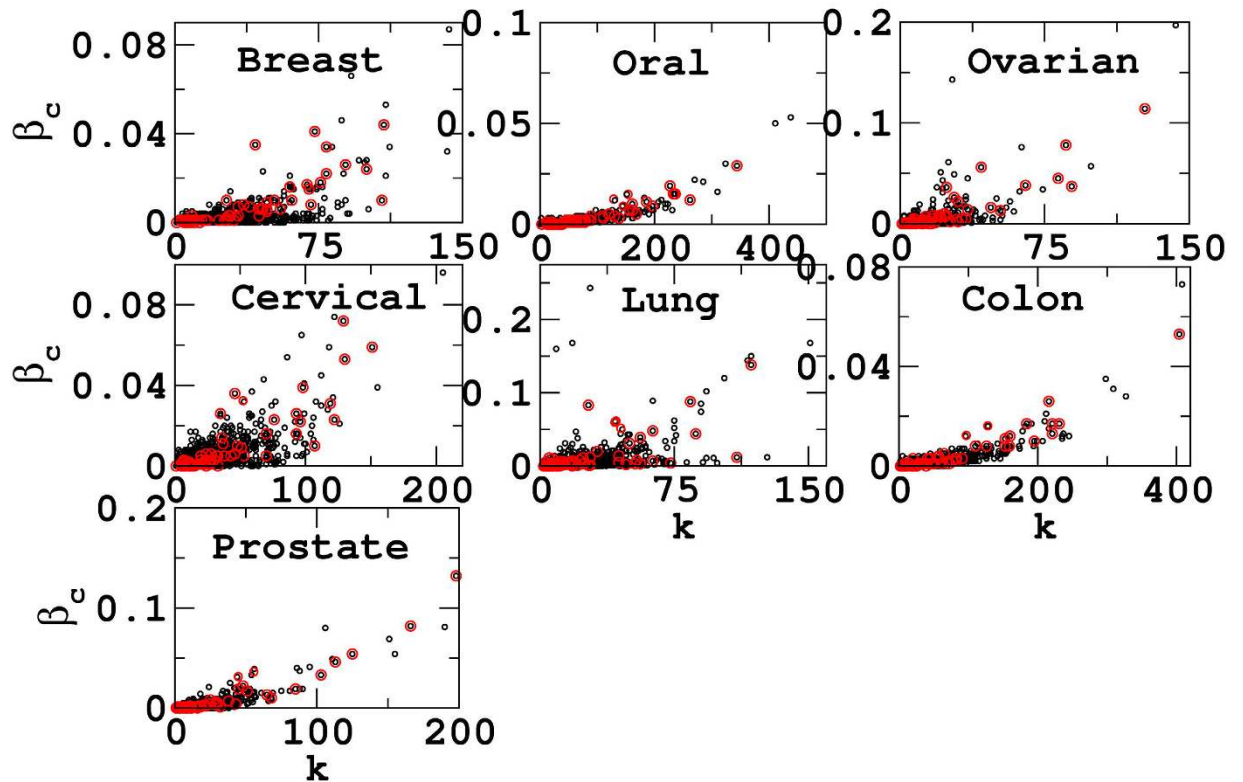 0.08 Breast 0.1 Oral 0.2 Ovarian
β_c 0.04 0.05 0.1
0 0 0
0 75 150 0 200 400 0 75 150
0.08 Cervical 0.2 Lung 0.08 Colon
β_c 0.04 0.1 0.04
0 0 0
0 100 200 0 75 150 0 200 400
k k
0.2 Prostate
β_c 0.1
0
0 100 200
k